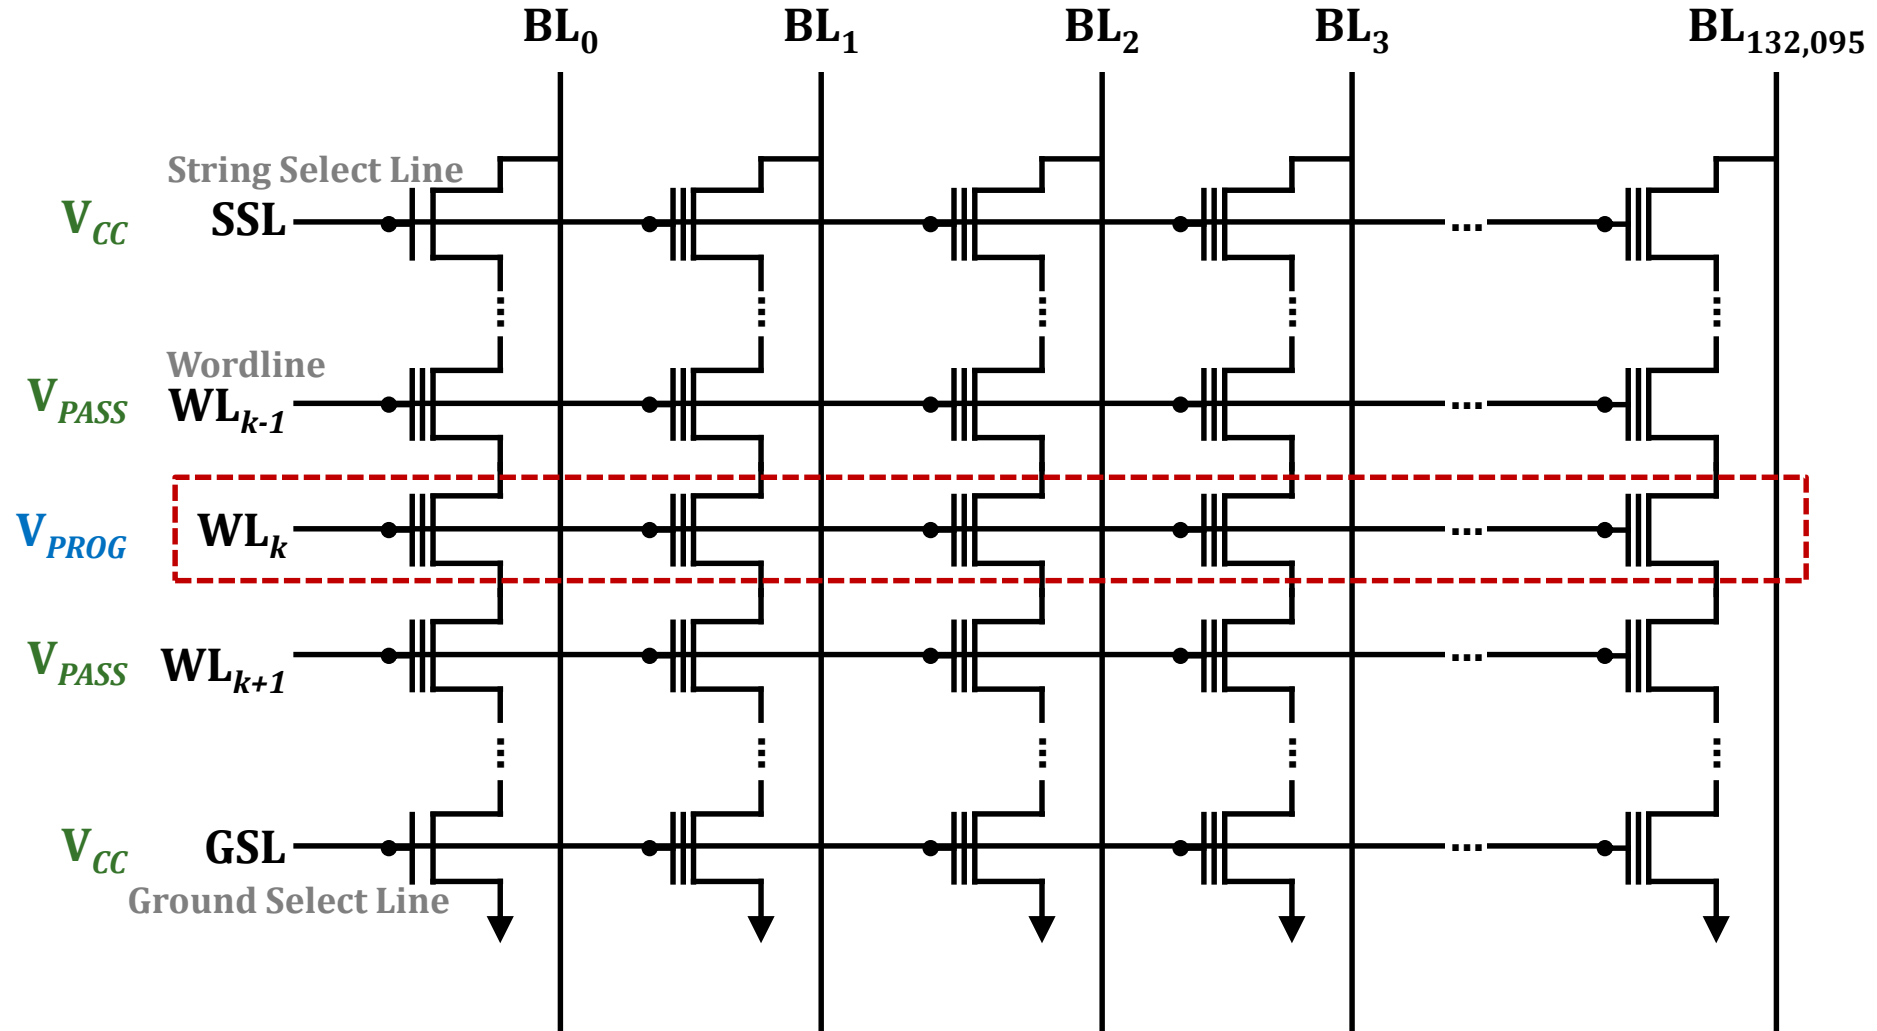 BL0 BL1 BL2 BL3 BL132,095
String Select Line
VCC SSL ...
Wordline
VPASS WLk-1 ...
VPROG WLk ...
VPASS WLk+1 ...
VCC GSL ...
Ground Select Line